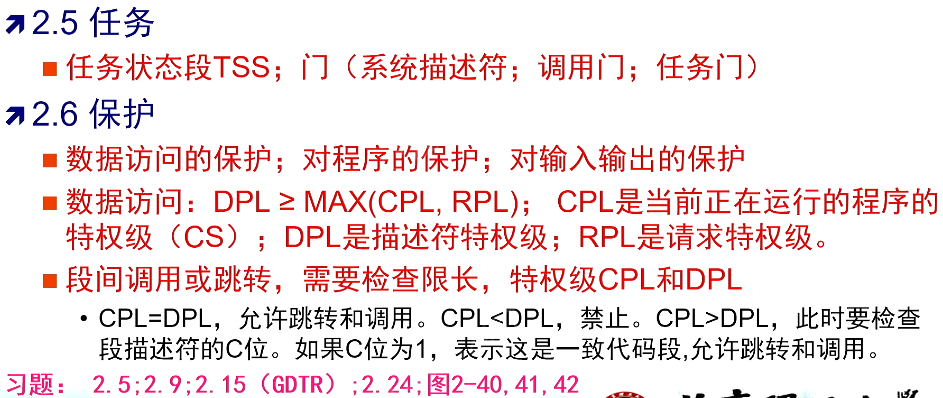 2.5 任务
任务状态段TSS；门（系统描述符；调用门；任务门）
2.6 保护
数据访问的保护；对程序的保护；对输入输出的保护
数据访问：DPL ≥ MAX(CPL, RPL)； CPL是当前正在运行的程序的
特权级（CS）；DPL是描述符特权级；RPL是请求特权级。
段间调用或跳转，需要检查限长，特权级CPL和DPL
• CPL=DPL，允许跳转和调用。CPL<DPL，禁止。CPL>DPL，此时要检查
段描述符的C位。如果C位为1，表示这是一致代码段,允许跳转和调用。
习题： 2.5;2.9;2.15（GDTR）;2.24;图2-40,41,42